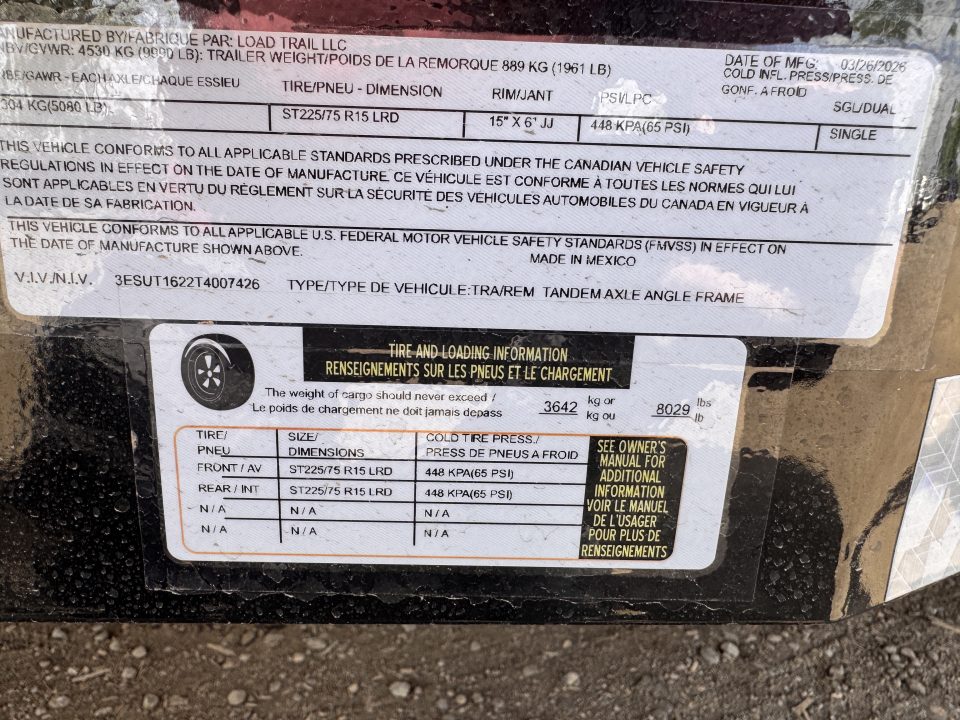 MANUFACTURED BY/FABRIQUE PAR: LOAD TRAIL LLC
NBV/GVWR: 4530 KG (9990 LB): TRAILER WEIGHT/POIDS DE LA REMORQUE 889 KG (1961 LB)
DATE OF MFG: 03/26/2026
COLD INFL. PRESS/PRESS. DE
GONF. A FROID
/GAWR - EACH AXLE/CHAQUE ESSIEU TIRE/PNEU - DIMENSION RIM/JANT PSI/LPC SGL/DUAL
304 KG(5080 LB) ST225/75 R15 LRD 15" X 6' JJ 448 KPA(65 PSI) SINGLE
THIS VEHICLE CONFORMS TO ALL APPLICABLE STANDARDS PRESCRIBED UNDER THE CANADIAN VEHICLE SAFETY
REGULATIONS IN EFFECT ON THE DATE OF MANUFACTURE. CE VÉHICULE EST CONFORME À TOUTES LES NORMES QUI LUI
SONT APPLICABLES EN VERTU DU RÈGLEMENT SUR LA SÉCURITÉ DES VÉHICULES AUTOMOBILES DU CANADA EN VIGUEUR À
LA DATE DE SA FABRICATION.
THIS VEHICLE CONFORMS TO ALL APPLICABLE U.S. FEDERAL MOTOR VEHICLE SAFETY STANDARDS (FMVSS) IN EFFECT ON
THE DATE OF MANUFACTURE SHOWN ABOVE. MADE IN MEXICO
V.I.V./N.I.V. 3ESUT1622T4007426 TYPE/TYPE DE VEHICULE:TRA/REM TANDEM AXLE ANGLE FRAME
TIRE AND LOADING INFORMATION
RENSEIGNEMENTS SUR LES PNEUS ET LE CHARGEMENT
The weight of cargo should never exceed /
Le poids de chargement ne doit jamais depass
3642 kg or
kg ou
8029 lbs
lb
TIRE/
PNEU
SIZE/
DIMENSIONS
COLD TIRE PRESS./
PRESS DE PNEUS A FROID
FRONT / AV ST225/75 R15 LRD 448 KPA(65 PSI)
REAR / INT ST225/75 R15 LRD 448 KPA(65 PSI)
N / A N / A N / A
N / A N / A N / A
SEE OWNER'S
MANUAL FOR
ADDITIONAL
INFORMATION
VOIR LE MANUEL
DE L'USAGER
POUR PLUS DE
RENSEIGNEMENTS